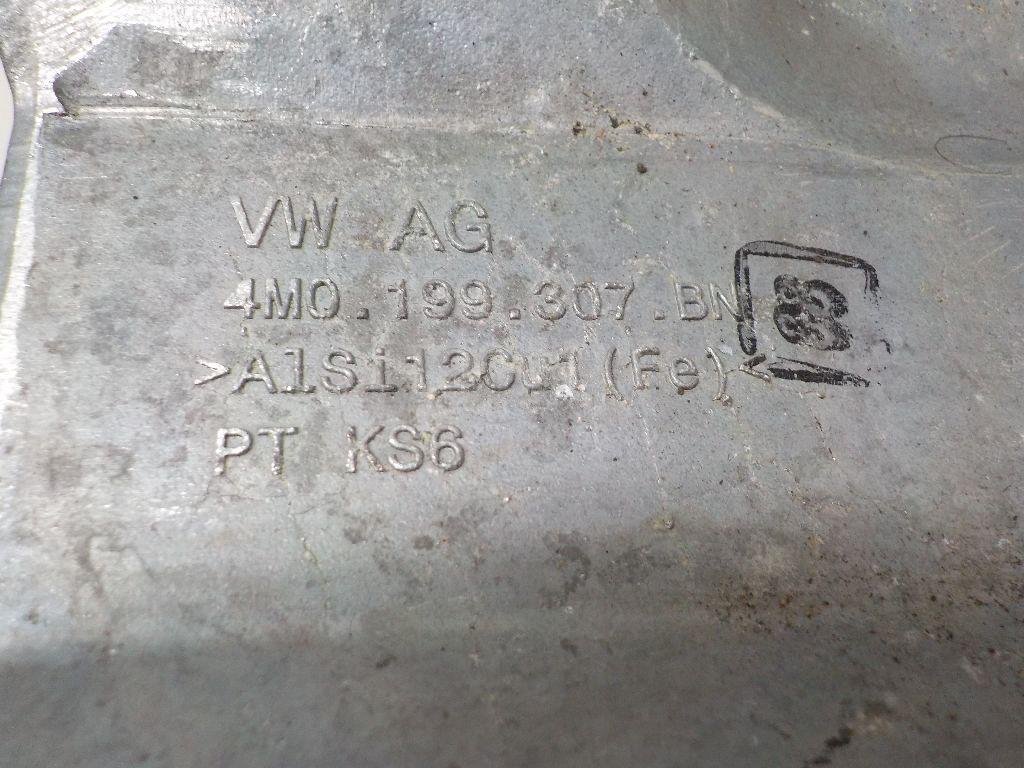 VW AG
4M0.199.307.BN
>AlSi12Cu1(Fe)<
PT KS6